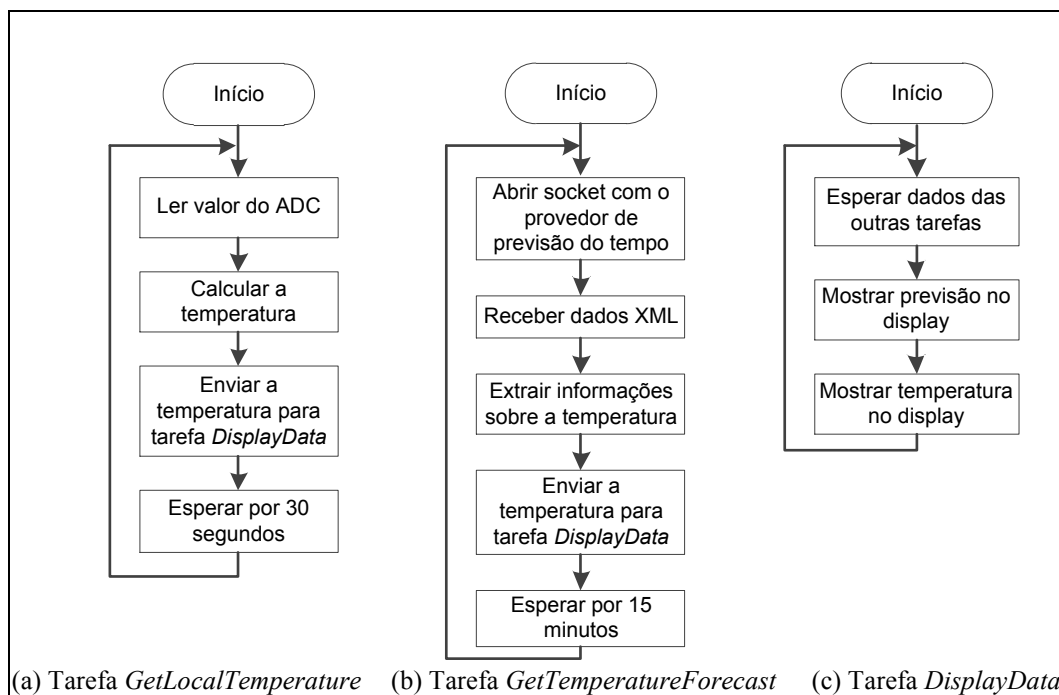 Início
Ler valor do ADC
Calcular a
temperatura
Enviar a
temperatura para
tarefa DisplayData
Esperar por 30
segundos
Início
Abrir socket com o
provedor de
previsão do tempo
Receber dados XML
Extrair informações
sobre a temperatura
Enviar a
temperatura para
tarefa DisplayData
Esperar por 15
minutos
Início
Esperar dados das
outras tarefas
Mostrar previsão no
display
Mostrar temperatura
no display
(a) Tarefa GetLocalTemperature
(b) Tarefa GetTemperatureForecast
(c) Tarefa DisplayData